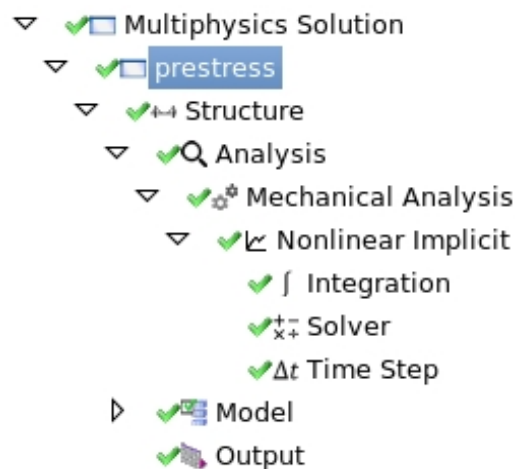 Multiphysics Solution
prestress
Structure
Analysis
Mechanical Analysis
Nonlinear Implicit
∫ Integration
Solver
Δt Time Step
Model
Output